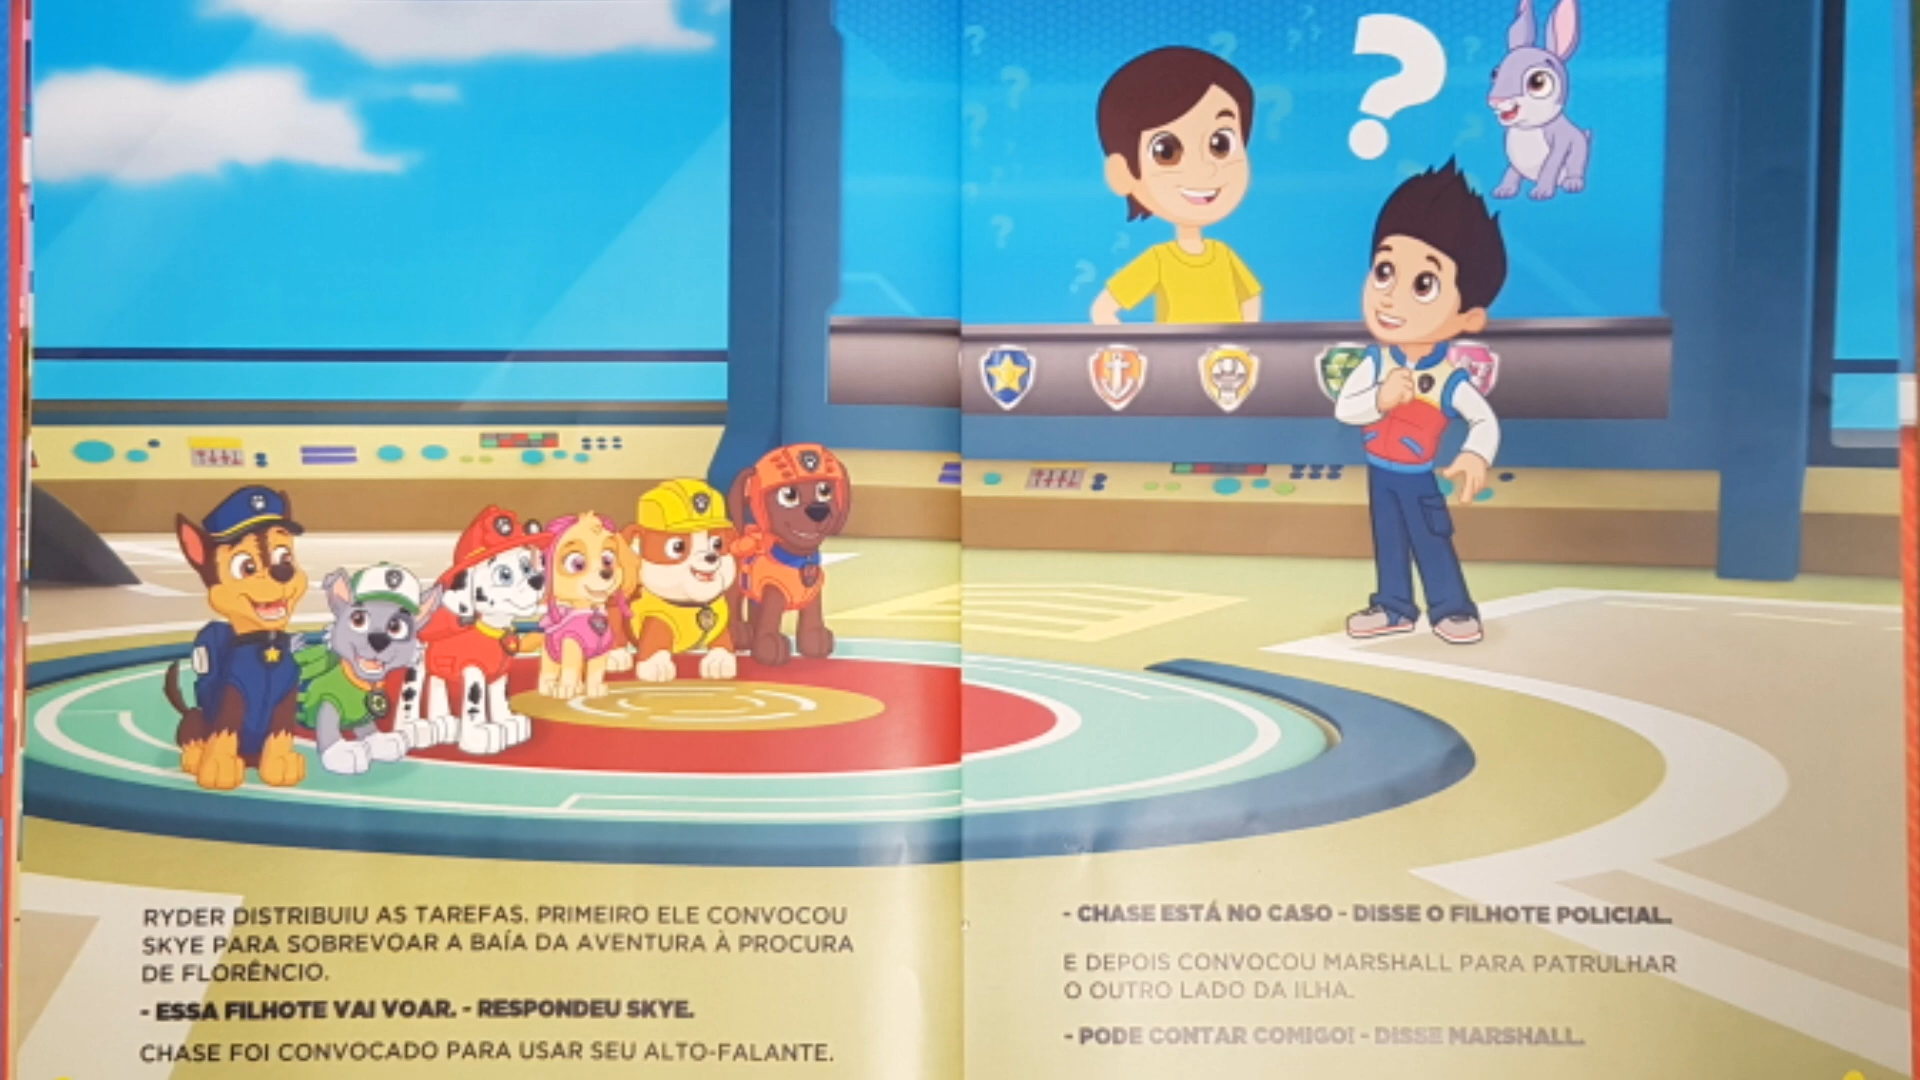 RYDER DISTRIBUIU AS TAREFAS. PRIMEIRO ELE CONVOCOU
SKYE PARA SOBREVOAR A BAÍA DA AVENTURA À PROCURA
DE FLORÊNCIO.
- ESSA FILHOTE VAI VOAR. - RESPONDEU SKYE.
CHASE FOI CONVOCADO PARA USAR SEU ALTO-FALANTE.
- CHASE ESTÁ NO CASO - DISSE O FILHOTE POLICIAL.
E DEPOIS CONVOCOU MARSHALL PARA PATRULHAR
O OUTRO LADO DA ILHA.
- PODE CONTAR COMIGO! - DISSE MARSHALL.
?